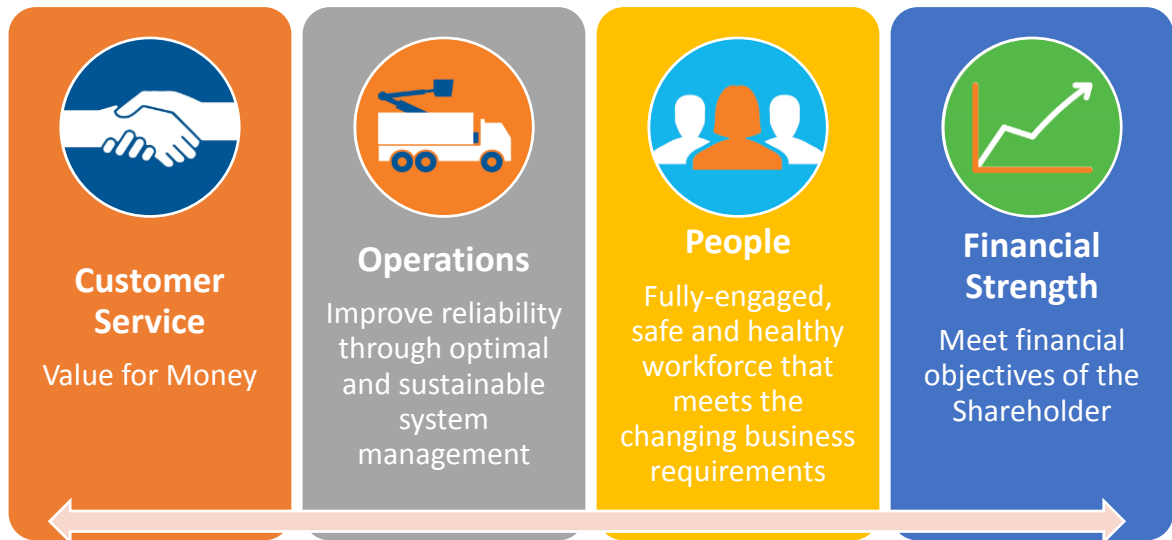 Customer
Service
Value for Money
Operations
Improve reliability
through optimal
and sustainable
system
management
People
Fully-engaged,
safe and healthy
workforce that
meets the
changing business
requirements
Financial
Strength
Meet financial
objectives of the
Shareholder